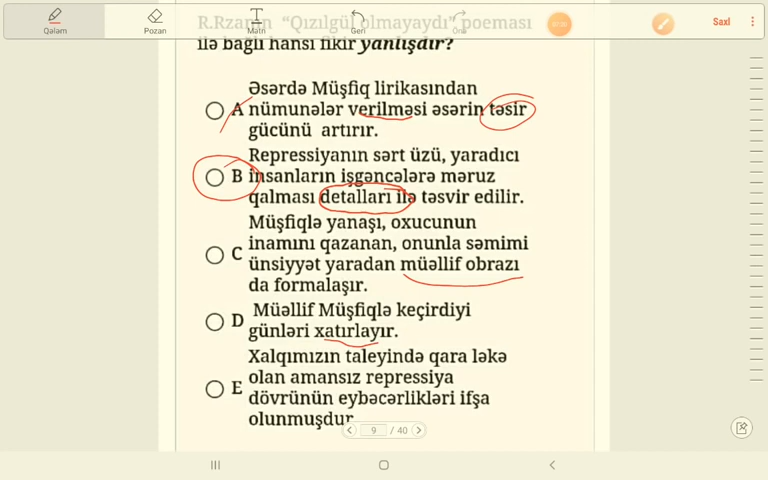 R.Rzanın "Qızılgül olmayaydı" poeması
ilə bağlı hansı fikir yanlışdır?
Qələm
Pozan
Mətn
Geri
Önə
Saxl
A Əsərdə Müşfiq lirikasından
nümunələr verilməsi əsərin təsir
gücünü artırır.
B Repressiyanın sərt üzü, yaradıcı
insanların işgəncələrə məruz
qalması detalları ilə təsvir edilir.
C Müşfiqlə yanaşı, oxucunun
inamını qazanan, onunla səmimi
ünsiyyət yaradan müəllif obrazı
da formalaşır.
D Müəllif Müşfiqlə keçirdiyi
günləri xatırlayır.
E Xalqımızın taleyində qara ləkə
olan amansız repressiya
dövrünün eybəcərlikləri ifşa
olunmuşdur
9 / 40